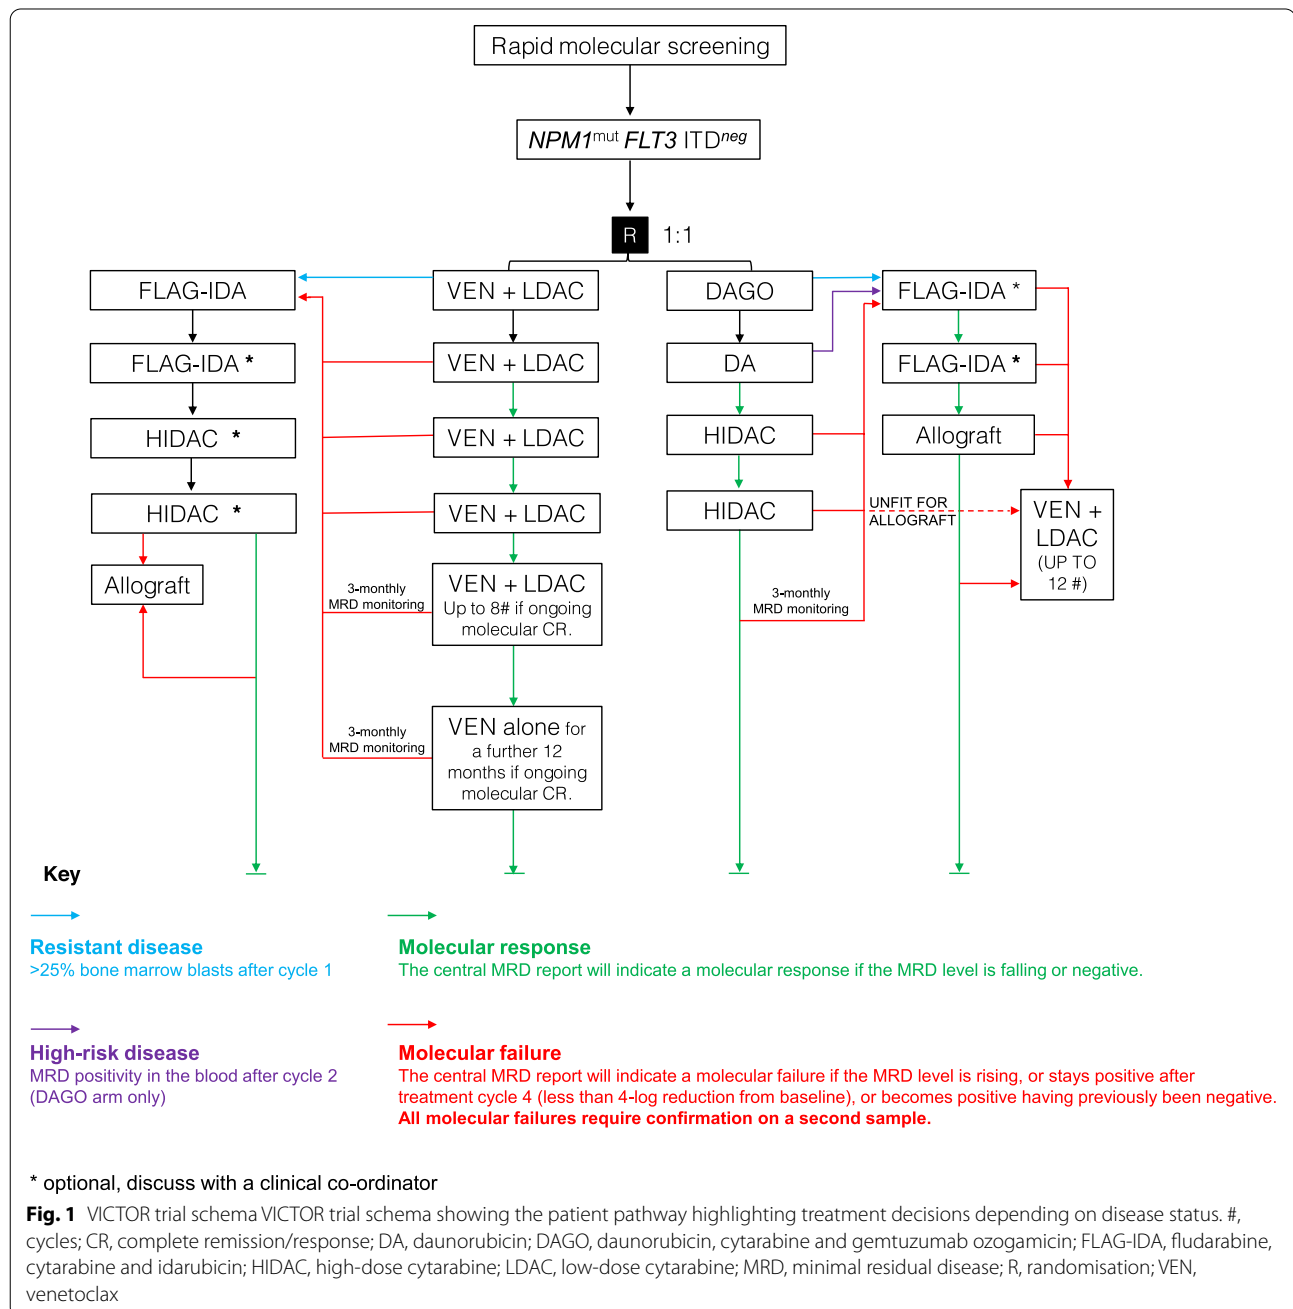 Rapid molecular screening
NPM1mut FLT3 ITDneg
R 1:1
FLAG-IDA
VEN + LDAC
DAGO
FLAG-IDA *
FLAG-IDA *
VEN + LDAC
DA
FLAG-IDA *
HIDAC *
VEN + LDAC
HIDAC
Allograft
HIDAC *
VEN + LDAC
HIDAC
UNFIT FOR
ALLOGRAFT
VEN +
LDAC
(UP TO
12 #)
Allograft
3-monthly
MRD monitoring
VEN + LDAC
Up to 8# if ongoing
molecular CR.
3-monthly
MRD monitoring
3-monthly
MRD monitoring
VEN alone for
a further 12
months if ongoing
molecular CR.
Key
Resistant disease
>25% bone marrow blasts after cycle 1
Molecular response
The central MRD report will indicate a molecular response if the MRD level is falling or negative.
High-risk disease
MRD positivity in the blood after cycle 2
(DAGO arm only)
Molecular failure
The central MRD report will indicate a molecular failure if the MRD level is rising, or stays positive after
treatment cycle 4 (less than 4-log reduction from baseline), or becomes positive having previously been negative.
All molecular failures require confirmation on a second sample.
* optional, discuss with a clinical co-ordinator
Fig. 1 VICTOR trial schema VICTOR trial schema showing the patient pathway highlighting treatment decisions depending on disease status. #,
cycles; CR, complete remission/response; DA, daunorubicin; DAGO, daunorubicin, cytarabine and gemtuzumab ozogamicin; FLAG-IDA, fludarabine,
cytarabine and idarubicin; HIDAC, high-dose cytarabine; LDAC, low-dose cytarabine; MRD, minimal residual disease; R, randomisation; VEN,
venetoclax